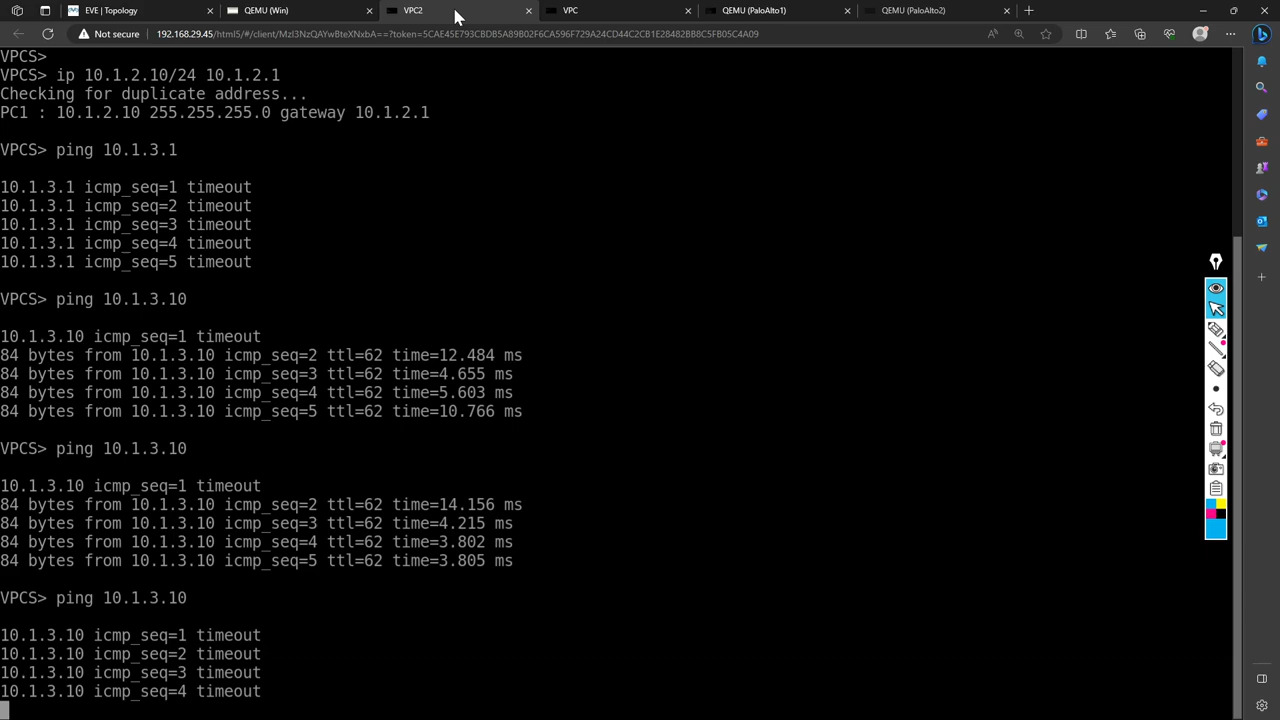 EVE | Topology
QEMU (Win)
VPC2
VPC
QEMU (PaloAlto1)
QEMU (PaloAlto2)
Not secure
192.168.29.45/html5/#/client/MzI3NzQAYwBteXNxbA==?token=5CAE45E793CBDB5A89B02F6CA596F729A24CD44C2CB1E28482BB8C5F5BCB4A09
VPCS>
VPCS> ip 10.1.2.10/24 10.1.2.1
Checking for duplicate address...
PC1 : 10.1.2.10 255.255.255.0 gateway 10.1.2.1
VPCS> ping 10.1.3.1
10.1.3.1 icmp_seq=1 timeout
10.1.3.1 icmp_seq=2 timeout
10.1.3.1 icmp_seq=3 timeout
10.1.3.1 icmp_seq=4 timeout
10.1.3.1 icmp_seq=5 timeout
VPCS> ping 10.1.3.10
10.1.3.10 icmp_seq=1 timeout
84 bytes from 10.1.3.10 icmp_seq=2 ttl=62 time=12.484 ms
84 bytes from 10.1.3.10 icmp_seq=3 ttl=62 time=4.655 ms
84 bytes from 10.1.3.10 icmp_seq=4 ttl=62 time=5.603 ms
84 bytes from 10.1.3.10 icmp_seq=5 ttl=62 time=10.766 ms
VPCS> ping 10.1.3.10
10.1.3.10 icmp_seq=1 timeout
84 bytes from 10.1.3.10 icmp_seq=2 ttl=62 time=14.156 ms
84 bytes from 10.1.3.10 icmp_seq=3 ttl=62 time=4.215 ms
84 bytes from 10.1.3.10 icmp_seq=4 ttl=62 time=3.802 ms
84 bytes from 10.1.3.10 icmp_seq=5 ttl=62 time=3.805 ms
VPCS> ping 10.1.3.10
10.1.3.10 icmp_seq=1 timeout
10.1.3.10 icmp_seq=2 timeout
10.1.3.10 icmp_seq=3 timeout
10.1.3.10 icmp_seq=4 timeout